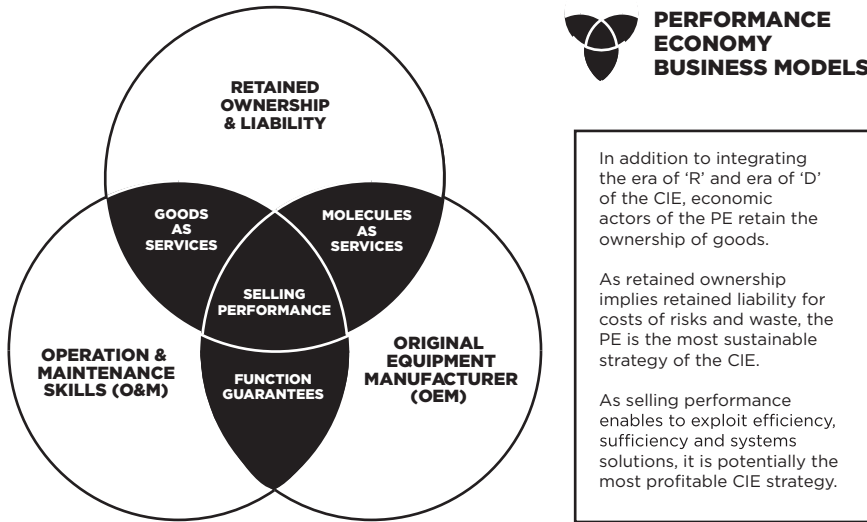 PERFORMANCE
ECONOMY
BUSINESS MODELS
RETAINED
OWNERSHIP
& LIABILITY
GOODS
AS
SERVICES
MOLECULES
AS
SERVICES
SELLING
PERFORMANCE
OPERATION &
MAINTENANCE
SKILLS (O&M)
ORIGINAL
EQUIPMENT
MANUFACTURER
(OEM)
FUNCTION
GUARANTEES
In addition to integrating
the era of ‘R’ and era of ‘D’
of the CIE, economic
actors of the PE retain the
ownership of goods.
As retained ownership
implies retained liability for
costs of risks and waste, the
PE is the most sustainable
strategy of the CIE.
As selling performance
enables to exploit efficiency,
sufficiency and systems
solutions, it is potentially the
most profitable CIE strategy.